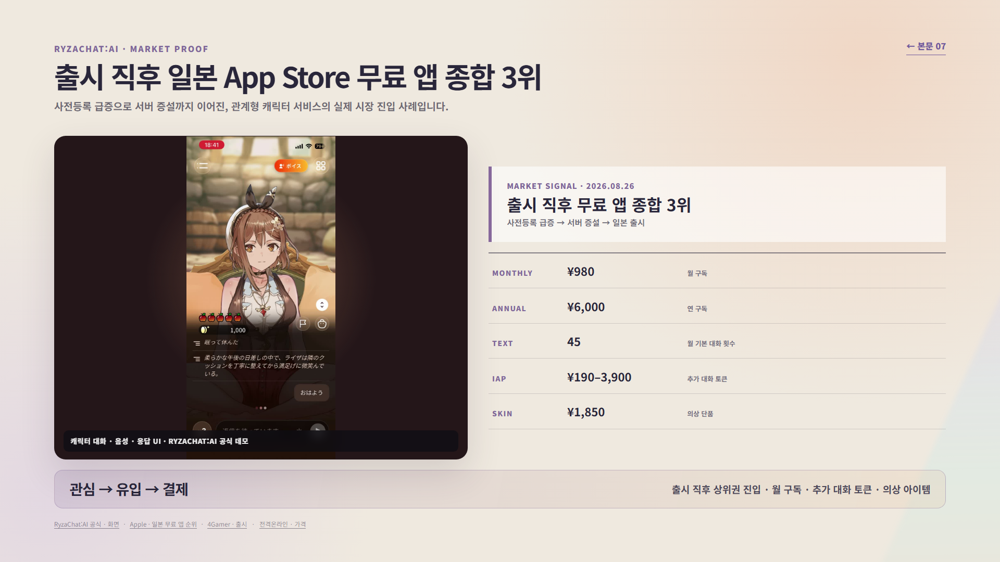 RYZACHAT:AI · MARKET PROOF
← 본문 07
출시 직후 일본 App Store 무료 앱 종합 3위
사전등록 급증으로 서버 증설까지 이어진, 관계형 캐릭터 서비스의 실제 시장 진입 사례입니다.
18:41
79
ボイス
1,000
眠って休んだ
柔らかな午後の日差しの中で、ライザは隣のク
ッションを丁寧に整えてから満足げに微笑んで
いる。
おはよう
캐릭터 대화 · 음성 · 응답 UI · RYZACHAT:AI 공식 데모
MARKET SIGNAL · 2026.08.26
출시 직후 무료 앱 종합 3위
사전등록 급증 → 서버 증설 → 일본 출시
MONTHLY ¥980 월 구독
ANNUAL ¥6,000 연 구독
TEXT 45 월 기본 대화 횟수
IAP ¥190–3,900 추가 대화 토큰
SKIN ¥1,850 의상 단품
관심 → 유입 → 결제
출시 직후 상위권 진입 · 월 구독 · 추가 대화 토큰 · 의상 아이템
RyzaChat:AI 공식 · 화면 · Apple · 일본 무료 앱 순위 · 4Gamer · 출시 · 전격온라인 · 가격